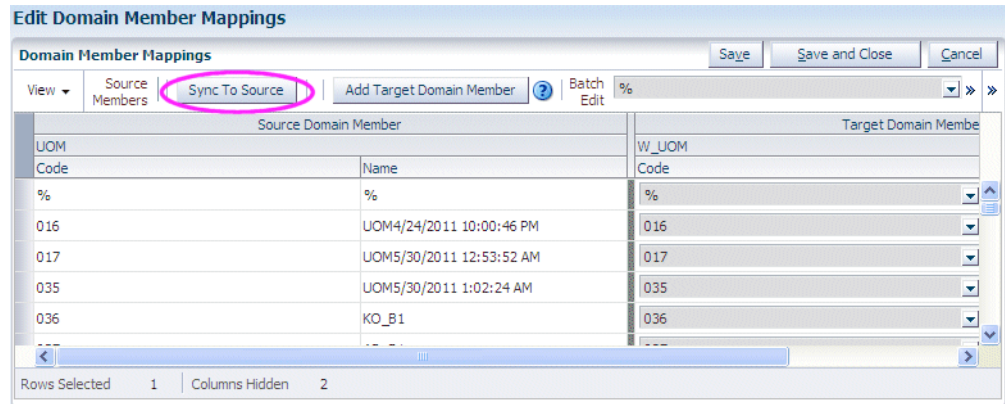 Edit Domain Member Mappings
Domain Member Mappings Save Save and Close Cancel
View Source Members Sync To Source Add Target Domain Member ? Batch Edit % » »
Source Domain Member Target Domain Membe
UOM W_UOM
Code Name Code
% % %
016 UOM4/24/2011 10:00:46 PM 016
017 UOM5/30/2011 12:53:52 AM 017
035 UOM5/30/2011 1:02:24 AM 035
036 KO_B1 036
Rows Selected 1 Columns Hidden 2